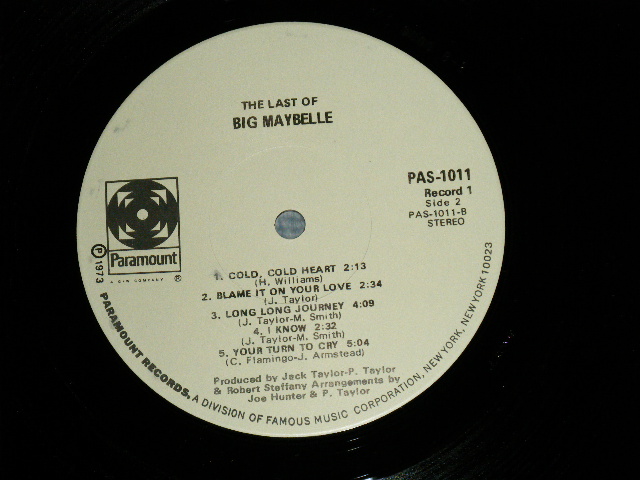 THE LAST OF
BIG MAYBELLE
PAS-1011
Record 1
Side 2
PAS-1011-B
STEREO
Paramount
®
℗ 1973
1. COLD, COLD HEART 2:13
(H. Williams)
2. BLAME IT ON YOUR LOVE 2:34
(J. Taylor)
3. LONG LONG JOURNEY 4:09
(J. Taylor-M. Smith)
4. I KNOW 2:32
(J. Taylor-M. Smith)
5. YOUR TURN TO CRY 5:04
(C. Flamingo-J. Armstead)
Produced by Jack Taylor-P. Taylor
& Robert Steffany Arrangements by
Joe Hunter & P. Taylor
PARAMOUNT RECORDS, A DIVISION OF FAMOUS MUSIC CORPORATION, NEW YORK, NEW YORK 10023